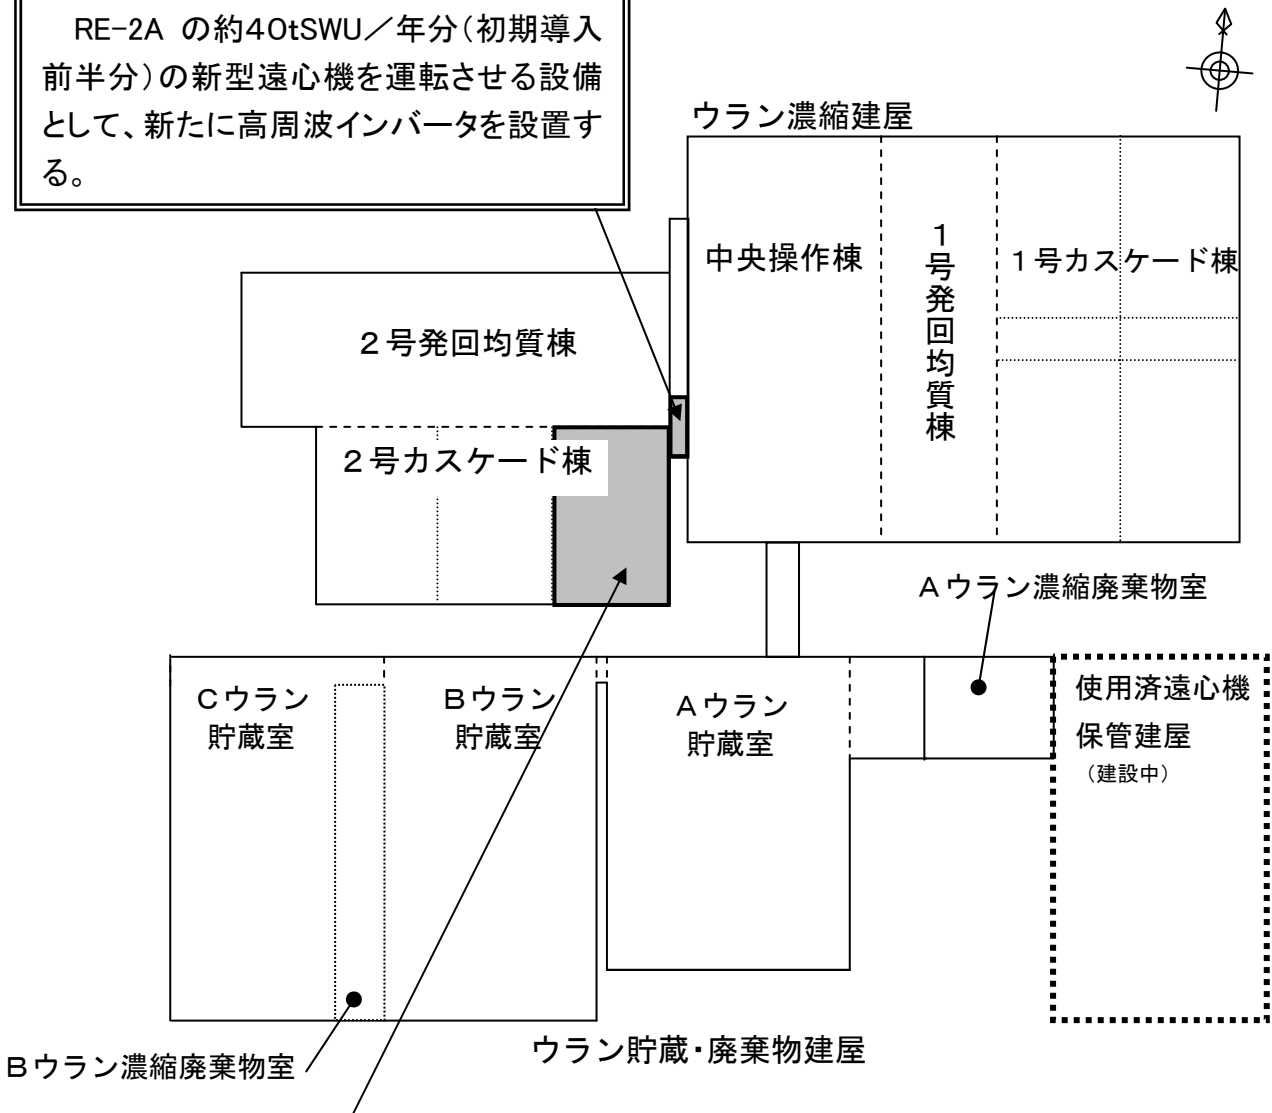 RE-2A の約40tSWU／年分（初期導入
前半分）の新型遠心機を運転させる設備
として、新たに高周波インバータを設置す
る。
ウラン濃縮建屋
中央操作棟
１号発回均質棟
１号カスケード棟
２号発回均質棟
２号カスケード棟
Aウラン濃縮廃棄物室
Cウラン
貯蔵室
Bウラン
貯蔵室
Aウラン
貯蔵室
使用済遠心機
保管建屋
（建設中）
Bウラン濃縮廃棄物室
ウラン貯蔵・廃棄物建屋